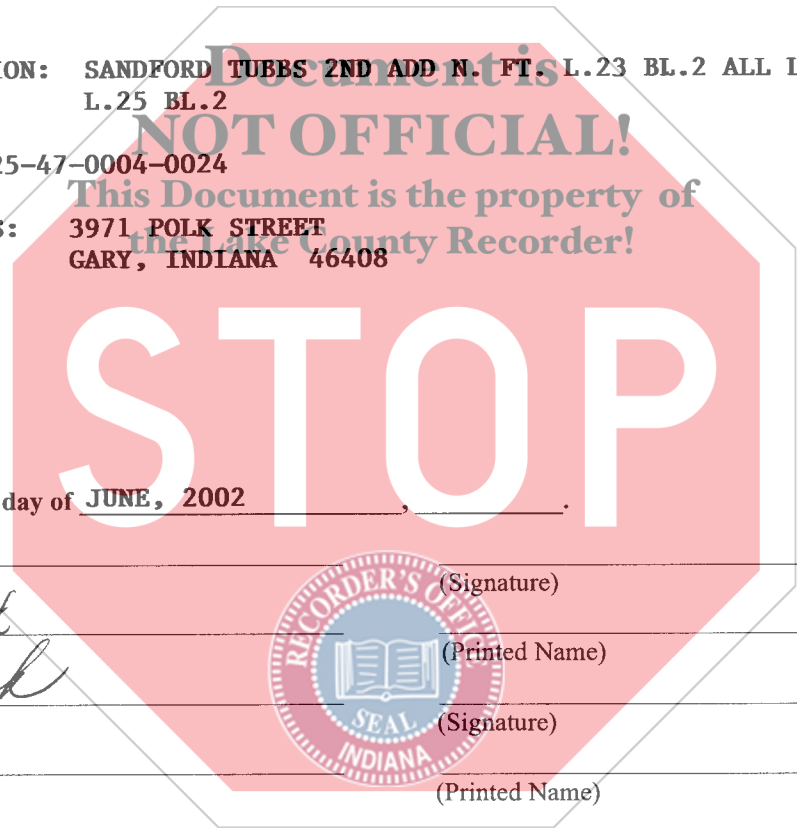 ION: SANDFORD TUBBS 2ND ADD N. FT. L.23 BL.2 ALL L
L.25 BL.2
Document is
NOT OFFICIAL!
25-47-0004-0024
This Document is the property of
S: 3971 POLK STREET
the Lake County Recorder!
GARY, INDIANA 46408
STOP
day of JUNE, 2002 , .
(Signature)
(Printed Name)
(Signature)
(Printed Name)
RECORDER'S OFFICE
SEAL
INDIANA